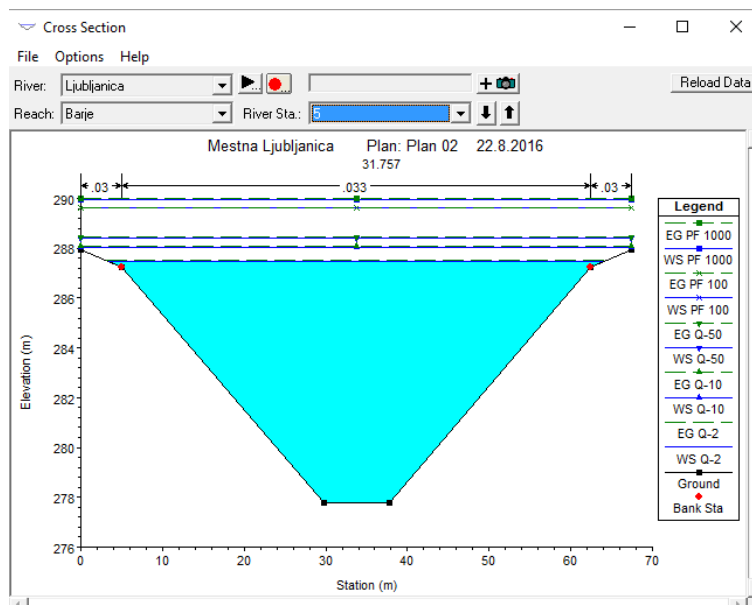 Cross Section
File Options Help
River: Ljubljanica
Reload Data
Reach: Barje River Sta.: 5
Mestna Ljubljanica Plan: Plan 02 22.8.2016
31.757
.03 .033 .03
Legend
EG PF 1000
WS PF 1000
EG PF 100
WS PF 100
EG Q-50
WS Q-50
EG Q-10
WS Q-10
EG Q-2
WS Q-2
Ground
Bank Sta
290
288
286
284
282
280
278
276
Elevation (m)
0 10 20 30 40 50 60 70
Station (m)